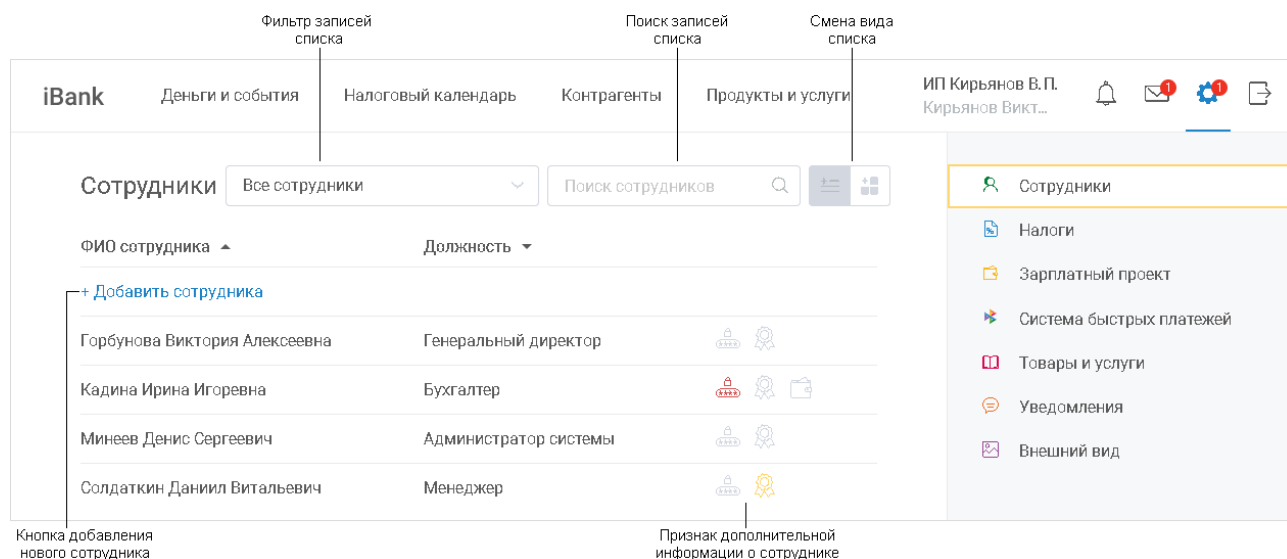 Фильтр записей
списка
Поиск записей
списка
Смена вида
списка
iBank
Деньги и события
Налоговый календарь
Контрагенты
Продукты и услуги
ИП Кирьянов В.П.
Кирьянов Викт...
1
1
Сотрудники
Все сотрудники
Поиск сотрудников
ФИО сотрудника
Должность
+ Добавить сотрудника
Горбунова Виктория Алексеевна
Генеральный директор
Кадина Ирина Игоревна
Бухгалтер
Минеев Денис Сергеевич
Администратор системы
Солдаткин Даниил Витальевич
Менеджер
Сотрудники
Налоги
Зарплатный проект
Система быстрых платежей
Товары и услуги
Уведомления
Внешний вид
Кнопка добавления
нового сотрудника
Признак дополнительной
информации о сотруднике